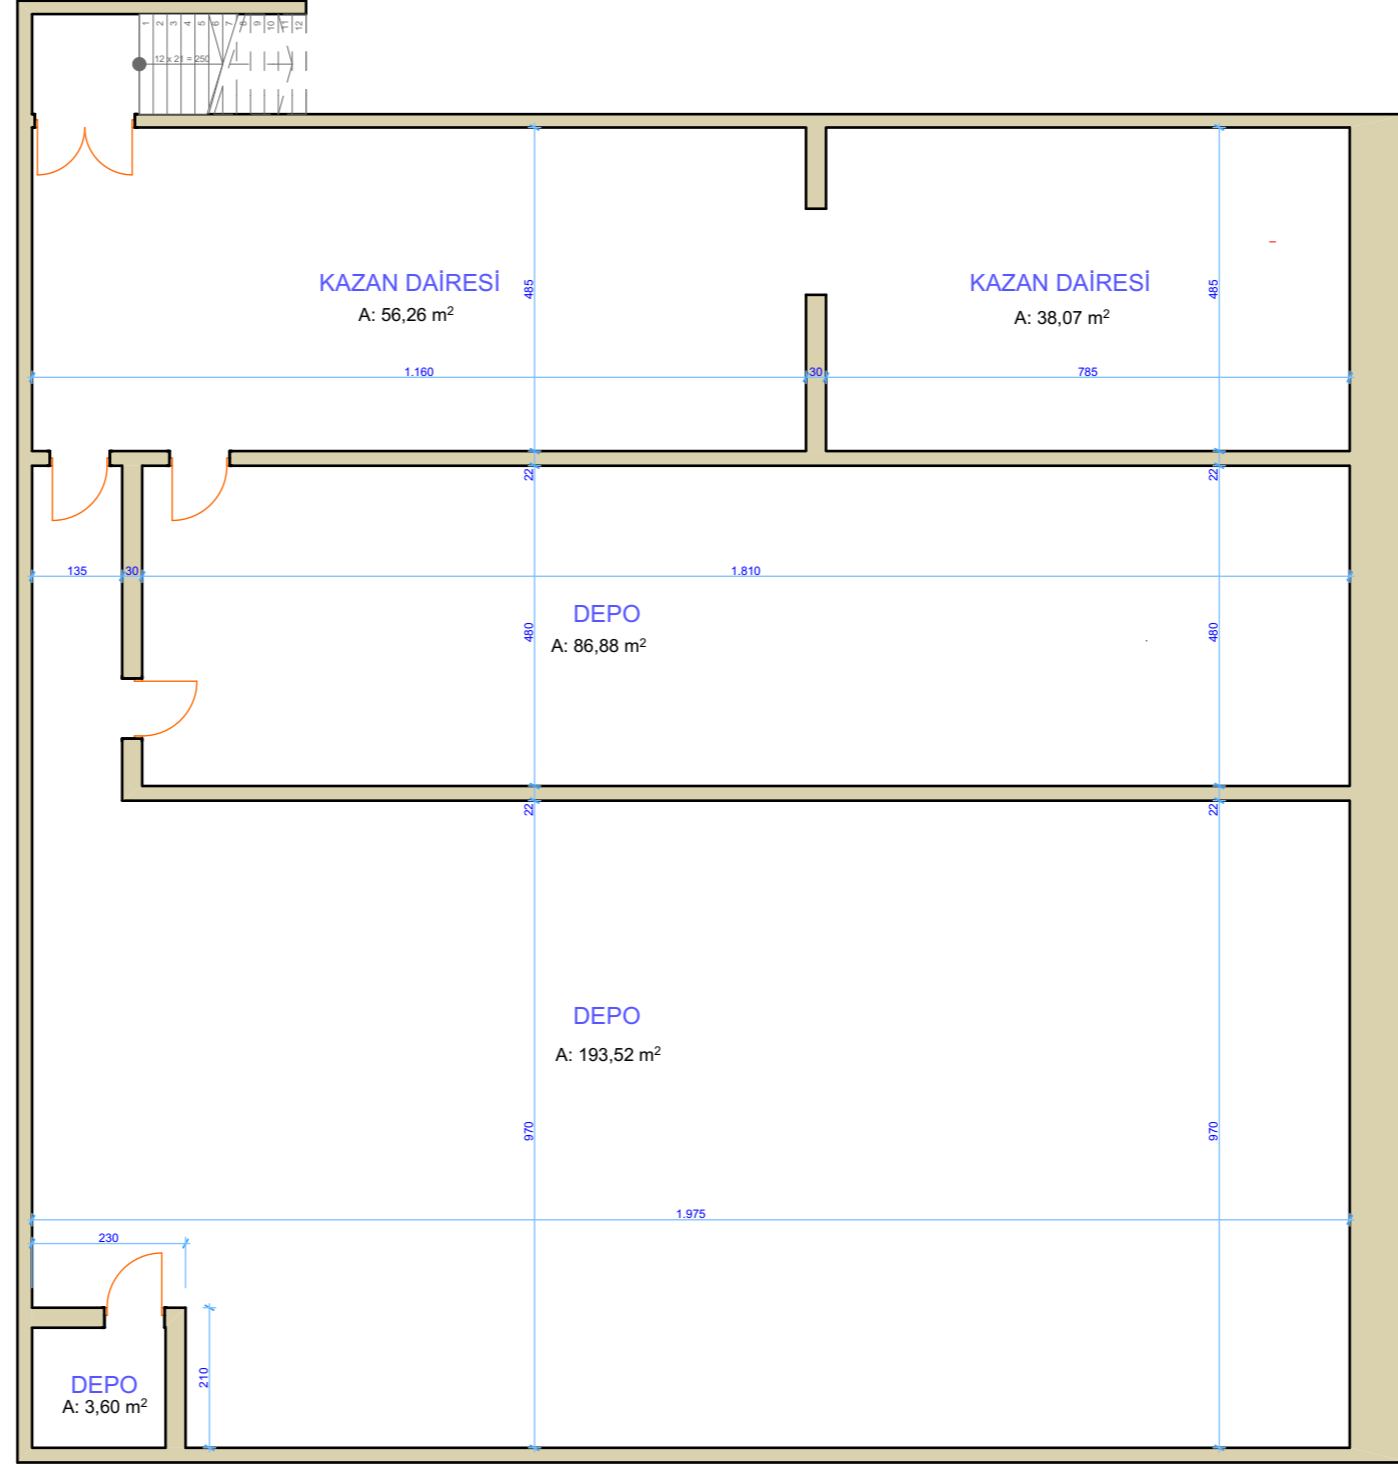 1 2 3 4 5 6 7 8 9 10 11 12
12 x 21 = 250
KAZAN DAİRESİ
A: 56,26 m²
485
KAZAN DAİRESİ
A: 38,07 m²
485
1.160
30
785
22
22
135
30
1.810
DEPO
A: 86,88 m²
480
480
22
22
DEPO
A: 193,52 m²
970
970
1.975
230
210
DEPO
A: 3,60 m²